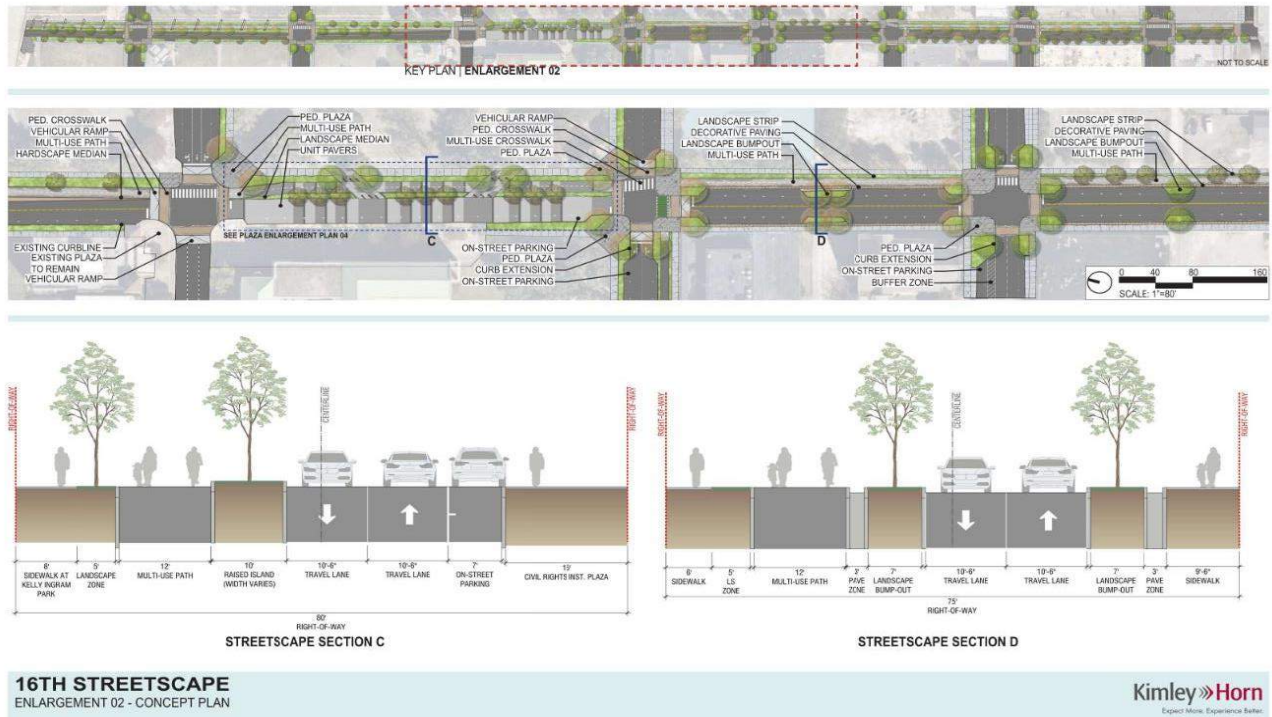 KEY PLAN | ENLARGEMENT 02
NOT TO SCALE
PED. CROSSWALK
VEHICULAR RAMP
MULTI-USE PATH
HARDSCAPE MEDIAN
PED. PLAZA
MULTI-USE PATH
LANDSCAPE MEDIAN
UNIT PAVERS
VEHICULAR RAMP
PED. CROSSWALK
MULTI-USE CROSSWALK
PED. PLAZA
LANDSCAPE STRIP
DECORATIVE PAVING
LANDSCAPE BUMPOUT
MULTI-USE PATH
LANDSCAPE STRIP
DECORATIVE PAVING
LANDSCAPE BUMPOUT
MULTI-USE PATH
EXISTING CURBLINE
EXISTING PLAZA
TO REMAIN
VEHICULAR RAMP
SEE PLAZA ENLARGEMENT PLAN 04
C
ON-STREET PARKING
PED. PLAZA
CURB EXTENSION
ON-STREET PARKING
D
PED. PLAZA
CURB EXTENSION
ON-STREET PARKING
BUFFER ZONE
0 40 80 160
SCALE: 1"=80'
RIGHT-OF-WAY
CENTERLINE
RIGHT-OF-WAY
8'
SIDEWALK AT
KELLY INGRAM
PARK
5'
LANDSCAPE
ZONE
12'
MULTI-USE PATH
10'
RAISED ISLAND
(WIDTH VARIES)
10'-6"
TRAVEL LANE
10'-6"
TRAVEL LANE
7'
ON-STREET
PARKING
CIVIL RIGHTS INST. PLAZA
80'
RIGHT-OF-WAY
STREETSCAPE SECTION C
RIGHT-OF-WAY
CENTERLINE
RIGHT-OF-WAY
6'
SIDEWALK
5'
LS
ZONE
12'
MULTI-USE PATH
3'
PAVE
ZONE
7'
LANDSCAPE
BUMP-OUT
10'-6"
TRAVEL LANE
10'-6"
TRAVEL LANE
7'
LANDSCAPE
BUMP-OUT
3'
PAVE
ZONE
9'-6"
SIDEWALK
75'
RIGHT-OF-WAY
STREETSCAPE SECTION D
16TH STREETSCAPE
ENLARGEMENT 02 - CONCEPT PLAN
Kimley»Horn
Expect More. Experience Better.